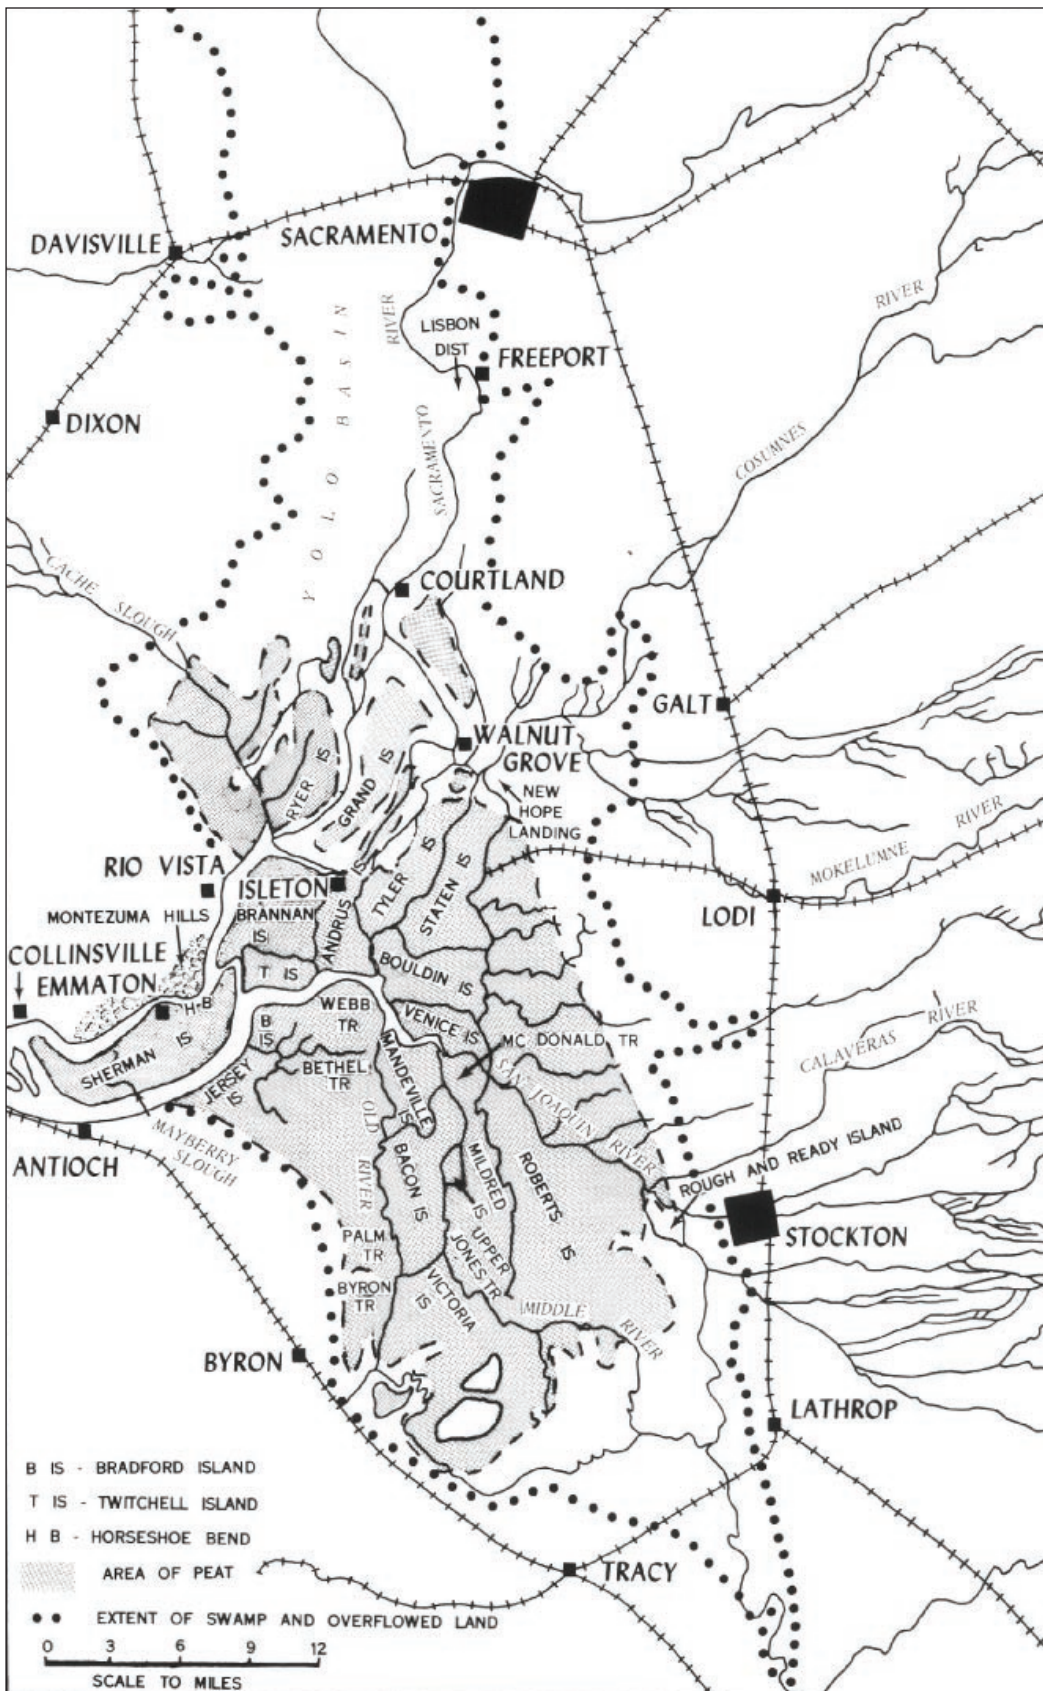 SACRAMENTO
DAVISVILLE
RIVER
LISBON
DIST
FREEPORT
DIXON
YOLO BASIN
SACRAMENTO
COSUMNES
RIVER
CACHE
SLOUGH
COURTLAND
GALT
WALNUT
GROVE
NEW
HOPE
LANDING
RYER IS
GRAND IS
RIO VISTA
ISLETON
TYLER IS
STATEN IS
MOKELUMNE
RIVER
LODI
MONTEZUMA HILLS
BRANNAN
IS
ANDRUS IS
COLLINSVILLE
EMMATON
T IS
BOULDIN IS
H B
WEBB
TR
B
IS
VENICE IS
MC DONALD TR
CALAVERAS
RIVER
SHERMAN IS
JERSEY
IS
BETHEL
TR
MANDEVILLE
IS
SAN JOAQUIN RIVER
OLD
RIVER
MAYBERRY
SLOUGH
ANTIOCH
BACON IS
MILDRED
IS
ROBERTS
IS
ROUGH AND READY ISLAND
STOCKTON
PALM
TR
UPPER
JONES TR
BYRON
TR
VICTORIA
IS
MIDDLE
RIVER
BYRON
LATHROP
B IS - BRADFORD ISLAND
T IS - TWITCHELL ISLAND
H B - HORSESHOE BEND
AREA OF PEAT
TRACY
EXTENT OF SWAMP AND OVERFLOWED LAND
0 3 6 9 12
SCALE TO MILES